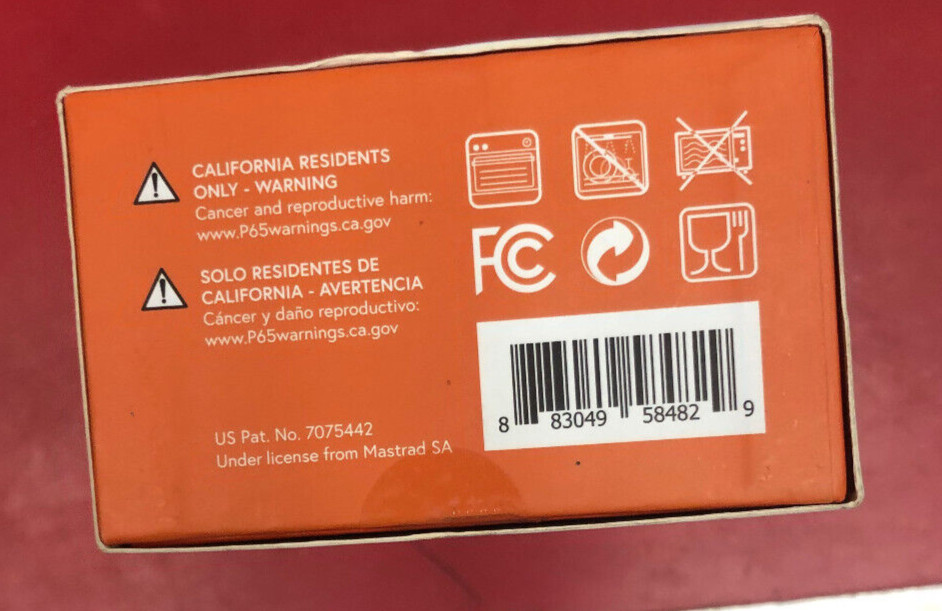 CALIFORNIA RESIDENTS
ONLY - WARNING
Cancer and reproductive harm:
www.P65warnings.ca.gov
SOLO RESIDENTES DE
CALIFORNIA - AVERTENCIA
Cáncer y daño reproductivo:
www.P65warnings.ca.gov
US Pat. No. 7075442
Under license from Mastrad SA
FC
8 83049 58482 9